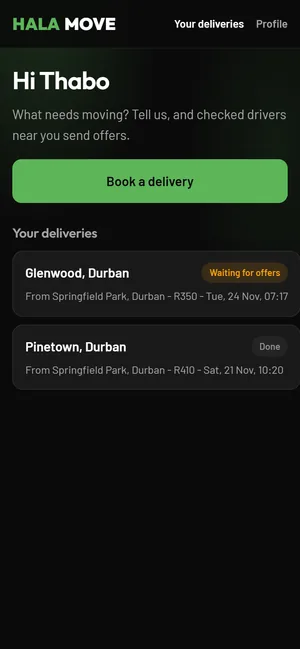 HALA MOVE
Your deliveries
Profile
Hi Thabo
What needs moving? Tell us, and checked drivers
near you send offers.
Book a delivery
Your deliveries
Glenwood, Durban
Waiting for offers
From Springfield Park, Durban - R350 - Tue, 24 Nov, 07:17
Pinetown, Durban
Done
From Springfield Park, Durban - R410 - Sat, 21 Nov, 10:20